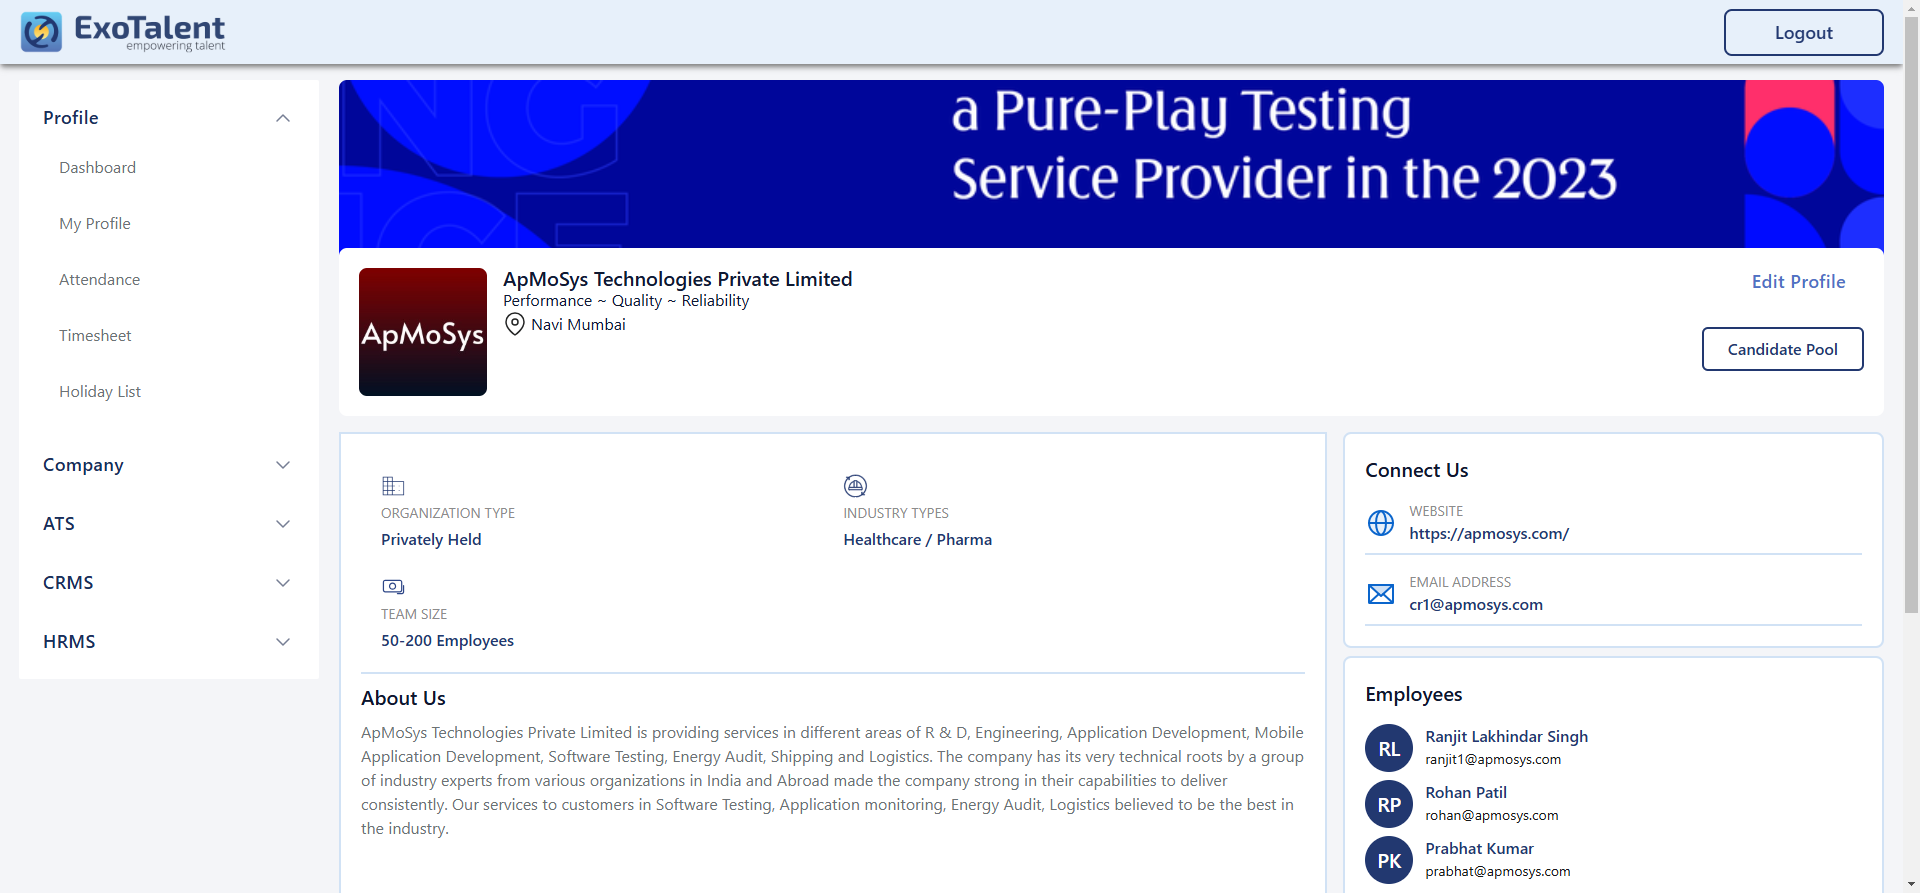 ExoTalent
empowering talent
Logout
Profile
Dashboard
My Profile
Attendance
Timesheet
Holiday List
Company
ATS
CRMS
HRMS
NG
CE
a Pure-Play Testing
Service Provider in the 2023
ApMoSys
ApMoSys Technologies Private Limited
Performance ~ Quality ~ Reliability
Navi Mumbai
Edit Profile
Candidate Pool
ORGANIZATION TYPE
Privately Held
INDUSTRY TYPES
Healthcare / Pharma
TEAM SIZE
50-200 Employees
About Us
ApMoSys Technologies Private Limited is providing services in different areas of R & D, Engineering, Application Development, Mobile
Application Development, Software Testing, Energy Audit, Shipping and Logistics. The company has its very technical roots by a group
of industry experts from various organizations in India and Abroad made the company strong in their capabilities to deliver
consistently. Our services to customers in Software Testing, Application monitoring, Energy Audit, Logistics believed to be the best in
the industry.
Connect Us
WEBSITE
https://apmosys.com/
EMAIL ADDRESS
cr1@apmosys.com
Employees
RL
Ranjit Lakhindar Singh
ranjit1@apmosys.com
RP
Rohan Patil
rohan@apmosys.com
PK
Prabhat Kumar
prabhat@apmosys.com